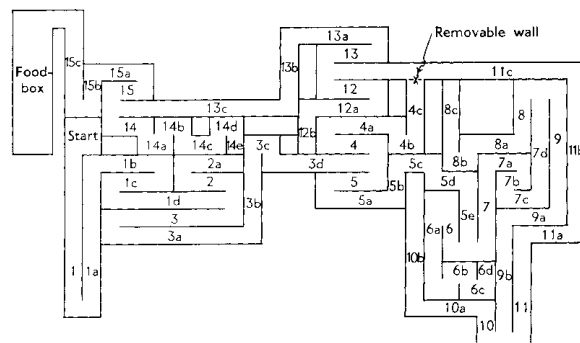 13a
Removable wall
13
15c
15a
13b
11c
Food-
box
15b
15
12
13c
12a
4c
8c
8
9
Start
14
14b
14d
4a
12b
14a
14c
14e
3c
4
4b
8a
7d
11b
1b
2a
3d
5c
8b
7a
1c
2
5
5b
5d
7b
1d
3b
5a
7
7c
3
6a
6
5e
9a
3a
11a
10b
1
1a
6b
6d
9b
6c
10a
11
10